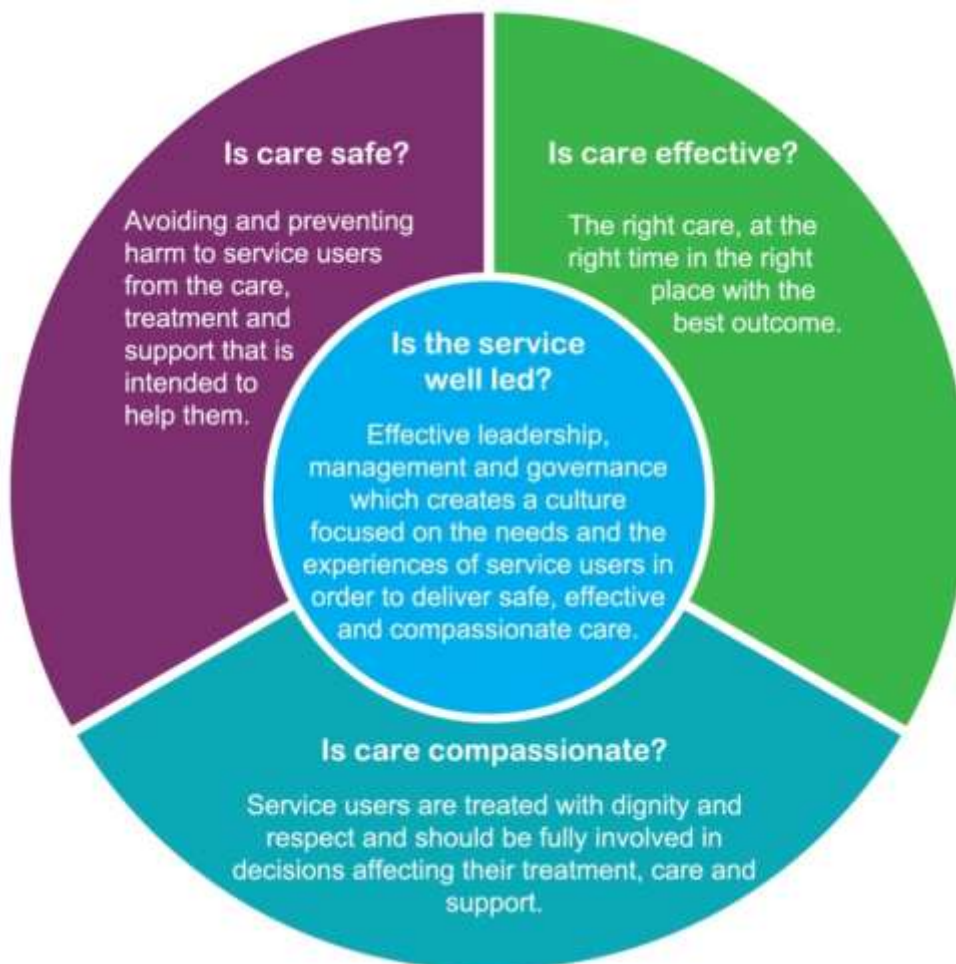 Is care safe?
Avoiding and preventing
harm to service users
from the care,
treatment and
support that is
intended to
help them.
Is care effective?
The right care, at the
right time in the right
place with the
best outcome.
Is the service
well led?
Effective leadership,
management and governance
which creates a culture
focused on the needs and the
experiences of service users in
order to deliver safe, effective
and compassionate care.
Is care compassionate?
Service users are treated with dignity and
respect and should be fully involved in
decisions affecting their treatment, care and
support.